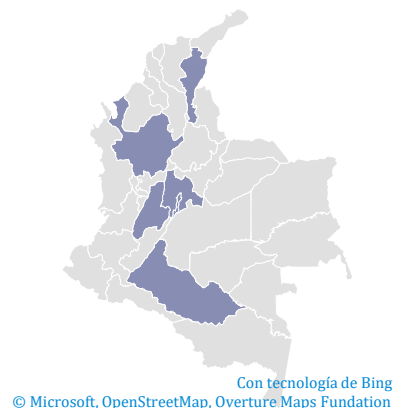 Con tecnología de Bing
© Microsoft, OpenStreetMap, Overture Maps Fundation